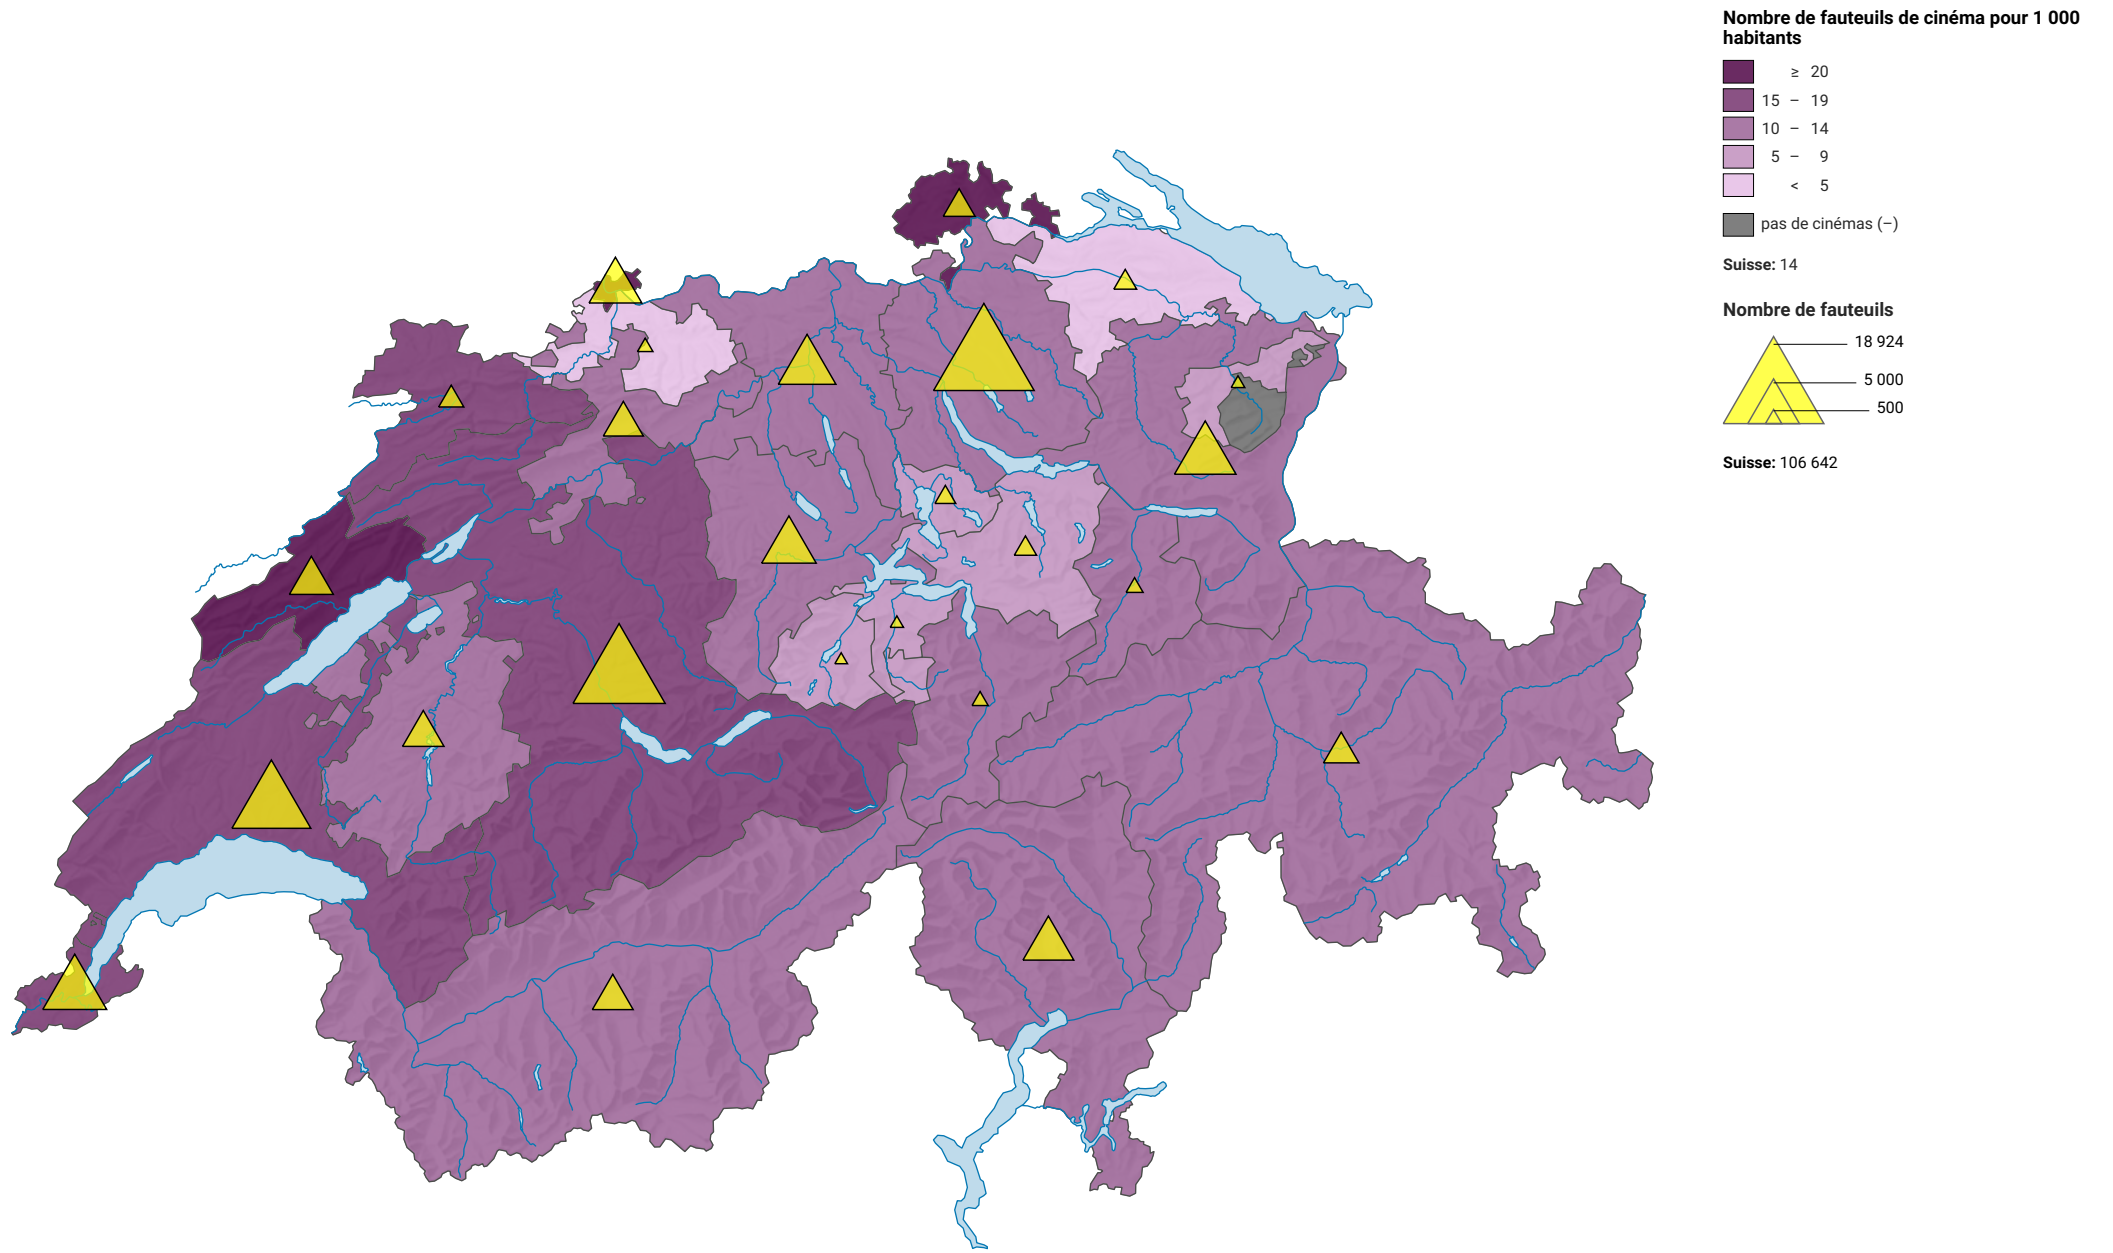 Nombre de fauteuils de cinéma pour 1 000
habitants
≥ 20
15 – 19
10 – 14
5 – 9
< 5
pas de cinémas (–)
Suisse: 14
Nombre de fauteuils
18 924
5 000
500
Suisse: 106 642